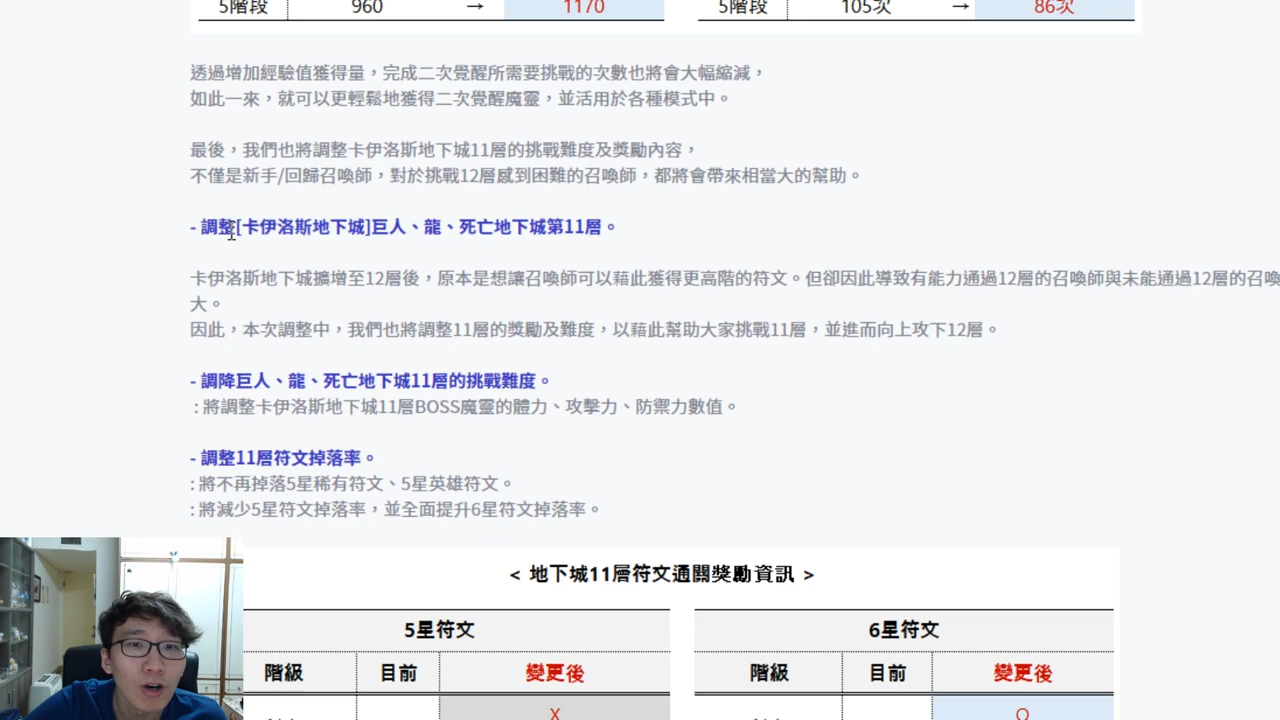 5階段 960 → 1170 5階段 105次 → 86次
透過增加經驗值獲得量，完成二次覺醒所需要挑戰的次數也將會大幅縮減，
如此一來，就可以更輕鬆地獲得二次覺醒魔靈，並活用於各種模式中。
最後，我們也將調整卡伊洛斯地下城11層的挑戰難度及獎勵內容，
不僅是新手/回歸召喚師，對於挑戰12層感到困難的召喚師，都將會帶來相當大的幫助。
- 調整[卡伊洛斯地下城]巨人、龍、死亡地下城第11層。
卡伊洛斯地下城擴增至12層後，原本是想讓召喚師可以藉此獲得更高階的符文。但卻因此導致有能力通過12層的召喚師與未能通過12層的召喚
大。
因此，本次調整中，我們也將調整11層的獎勵及難度，以藉此幫助大家挑戰11層，並進而向上攻下12層。
- 調降巨人、龍、死亡地下城11層的挑戰難度。
: 將調整卡伊洛斯地下城11層BOSS魔靈的體力、攻擊力、防禦力數值。
- 調整11層符文掉落率。
: 將不再掉落5星稀有符文、5星英雄符文。
: 將減少5星符文掉落率，並全面提升6星符文掉落率。
< 地下城11層符文通關獎勵資訊 >
5星符文 6星符文
階級 目前 變更後 階級 目前 變更後
X O